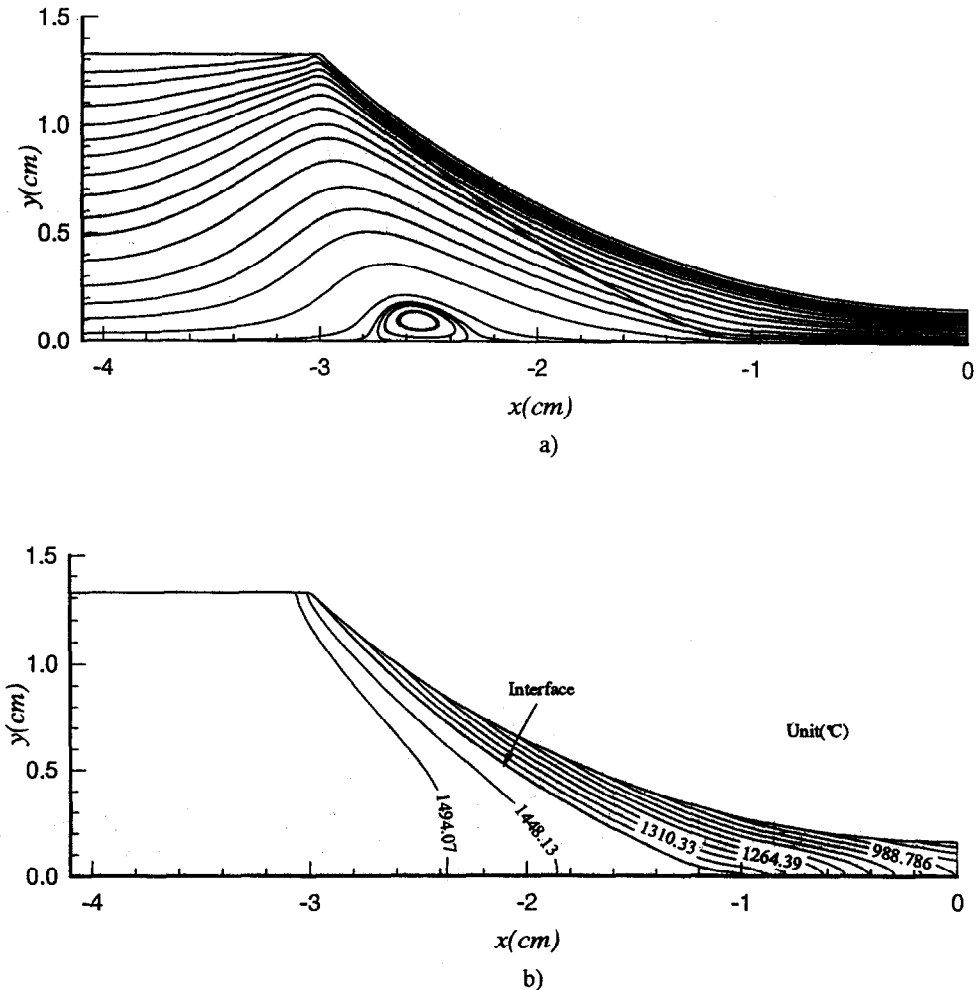 1.5
1.0
0.5
0.0
y(cm)
-4 -3 -2 -1 0
x(cm)
a)
1.5
1.0
0.5
0.0
y(cm)
Interface
Unit(℃)
1494.07
1448.13
1310.33
1264.39
988.786
-4 -3 -2 -1 0
x(cm)
b)